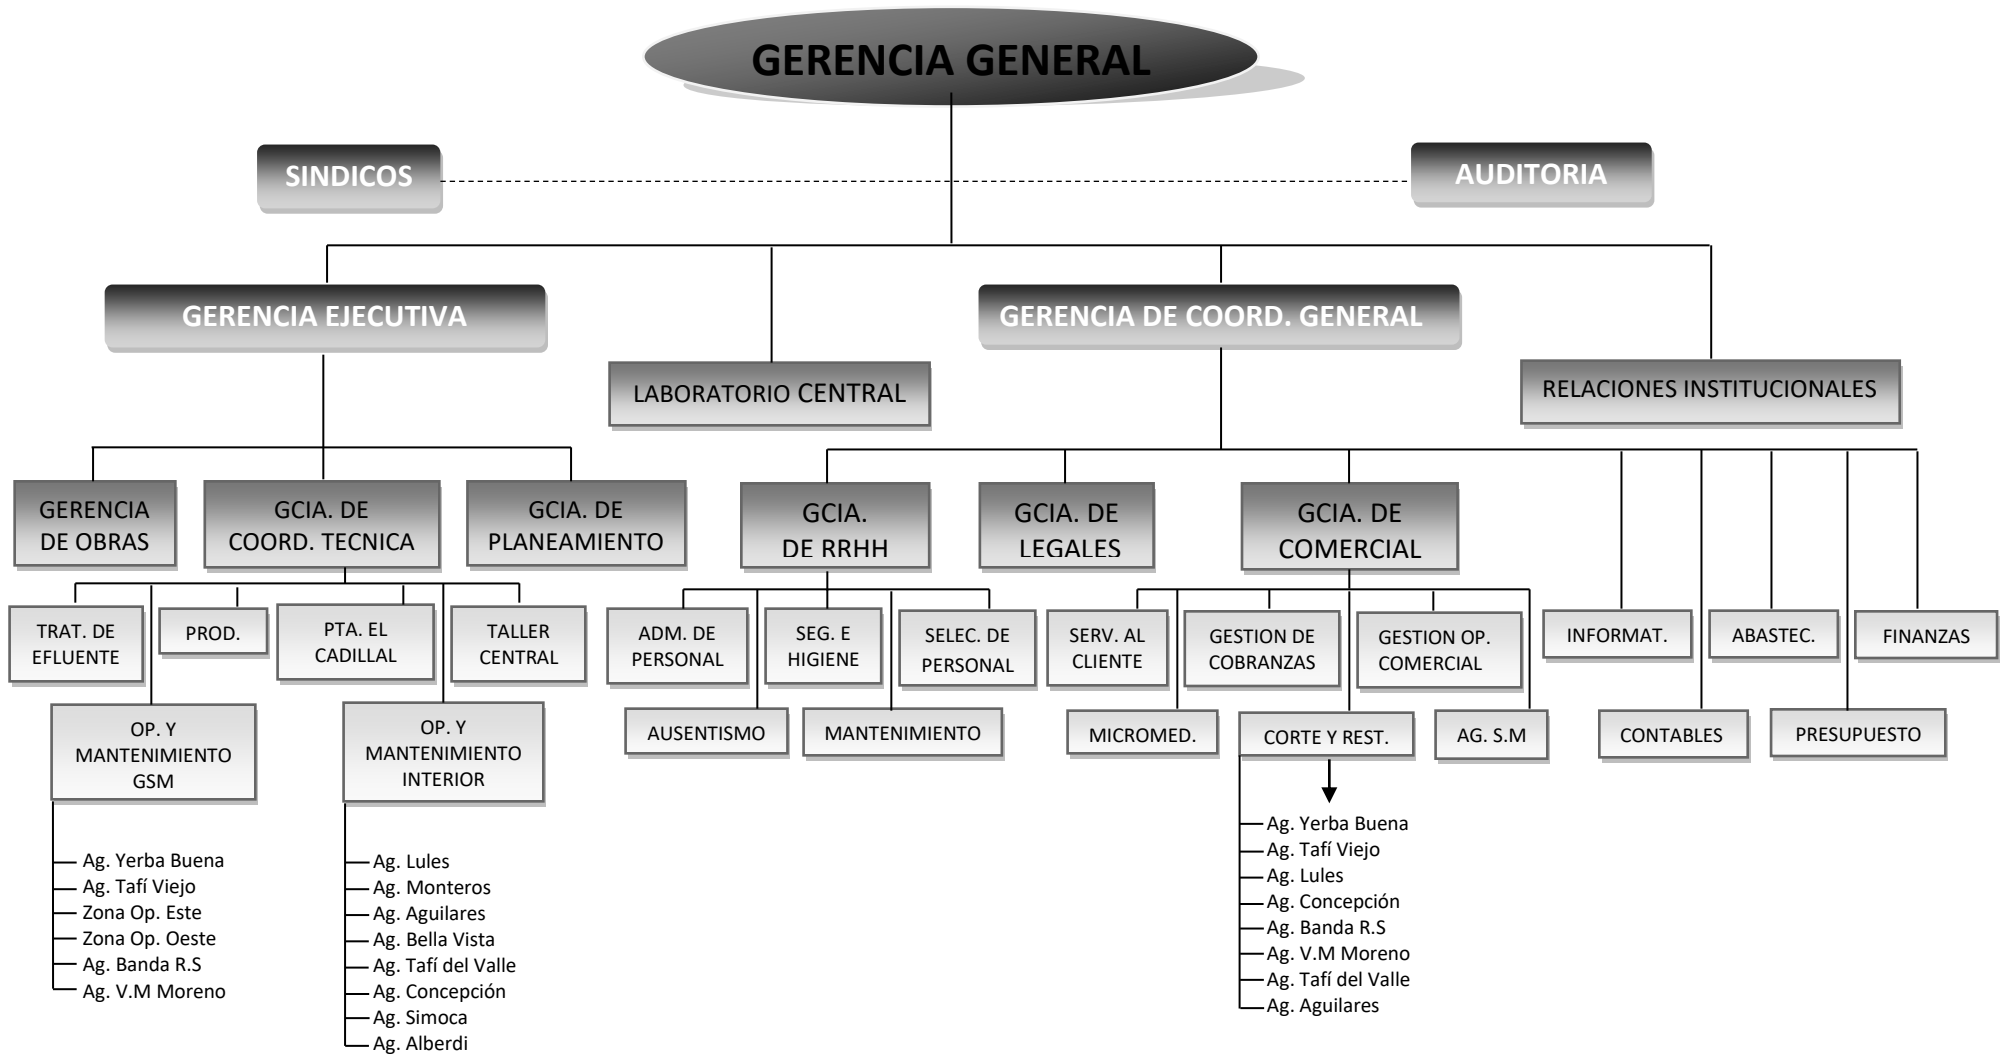 GERENCIA GENERAL
SINDICOS
AUDITORIA
GERENCIA EJECUTIVA
GERENCIA DE COORD. GENERAL
LABORATORIO CENTRAL
RELACIONES INSTITUCIONALES
GERENCIA
DE OBRAS
GCIA. DE
COORD. TECNICA
GCIA. DE
PLANEAMIENTO
GCIA.
DE RRHH
GCIA. DE
LEGALES
GCIA. DE
COMERCIAL
TRAT. DE
EFLUENTE
PROD.
PTA. EL
CADILLAL
TALLER
CENTRAL
ADM. DE
PERSONAL
SEG. E
HIGIENE
SELEC. DE
PERSONAL
SERV. AL
CLIENTE
GESTION DE
COBRANZAS
GESTION OP.
COMERCIAL
INFORMAT.
ABASTEC.
FINANZAS
OP. Y
MANTENIMIENTO
GSM
OP. Y
MANTENIMIENTO
INTERIOR
AUSENTISMO
MANTENIMIENTO
MICROMED.
CORTE Y REST.
AG. S.M
CONTABLES
PRESUPUESTO
Ag. Yerba Buena
Ag. Tafí Viejo
Zona Op. Este
Zona Op. Oeste
Ag. Banda R.S
Ag. V.M Moreno
Ag. Lules
Ag. Monteros
Ag. Aguilares
Ag. Bella Vista
Ag. Tafí del Valle
Ag. Concepción
Ag. Simoca
Ag. Alberdi
Ag. Yerba Buena
Ag. Tafí Viejo
Ag. Lules
Ag. Concepción
Ag. Banda R.S
Ag. V.M Moreno
Ag. Tafí del Valle
Ag. Aguilares